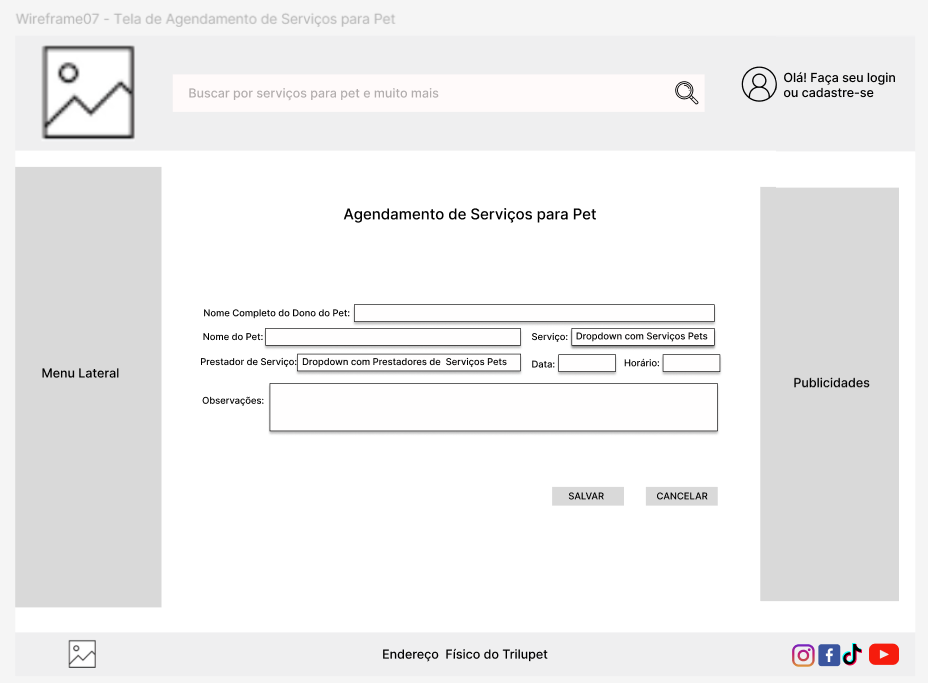 Wireframe07 - Tela de Agendamento de Serviços para Pet
Buscar por serviços para pet e muito mais
Olá! Faça seu login
ou cadastre-se
Agendamento de Serviços para Pet
Nome Completo do Dono do Pet:
Nome do Pet:
Serviço: Dropdown com Serviços Pets
Prestador de Serviço: Dropdown com Prestadores de Serviços Pets
Data:
Horário:
Menu Lateral
Publicidades
Observações:
SALVAR
CANCELAR
Endereço Físico do Trilupet